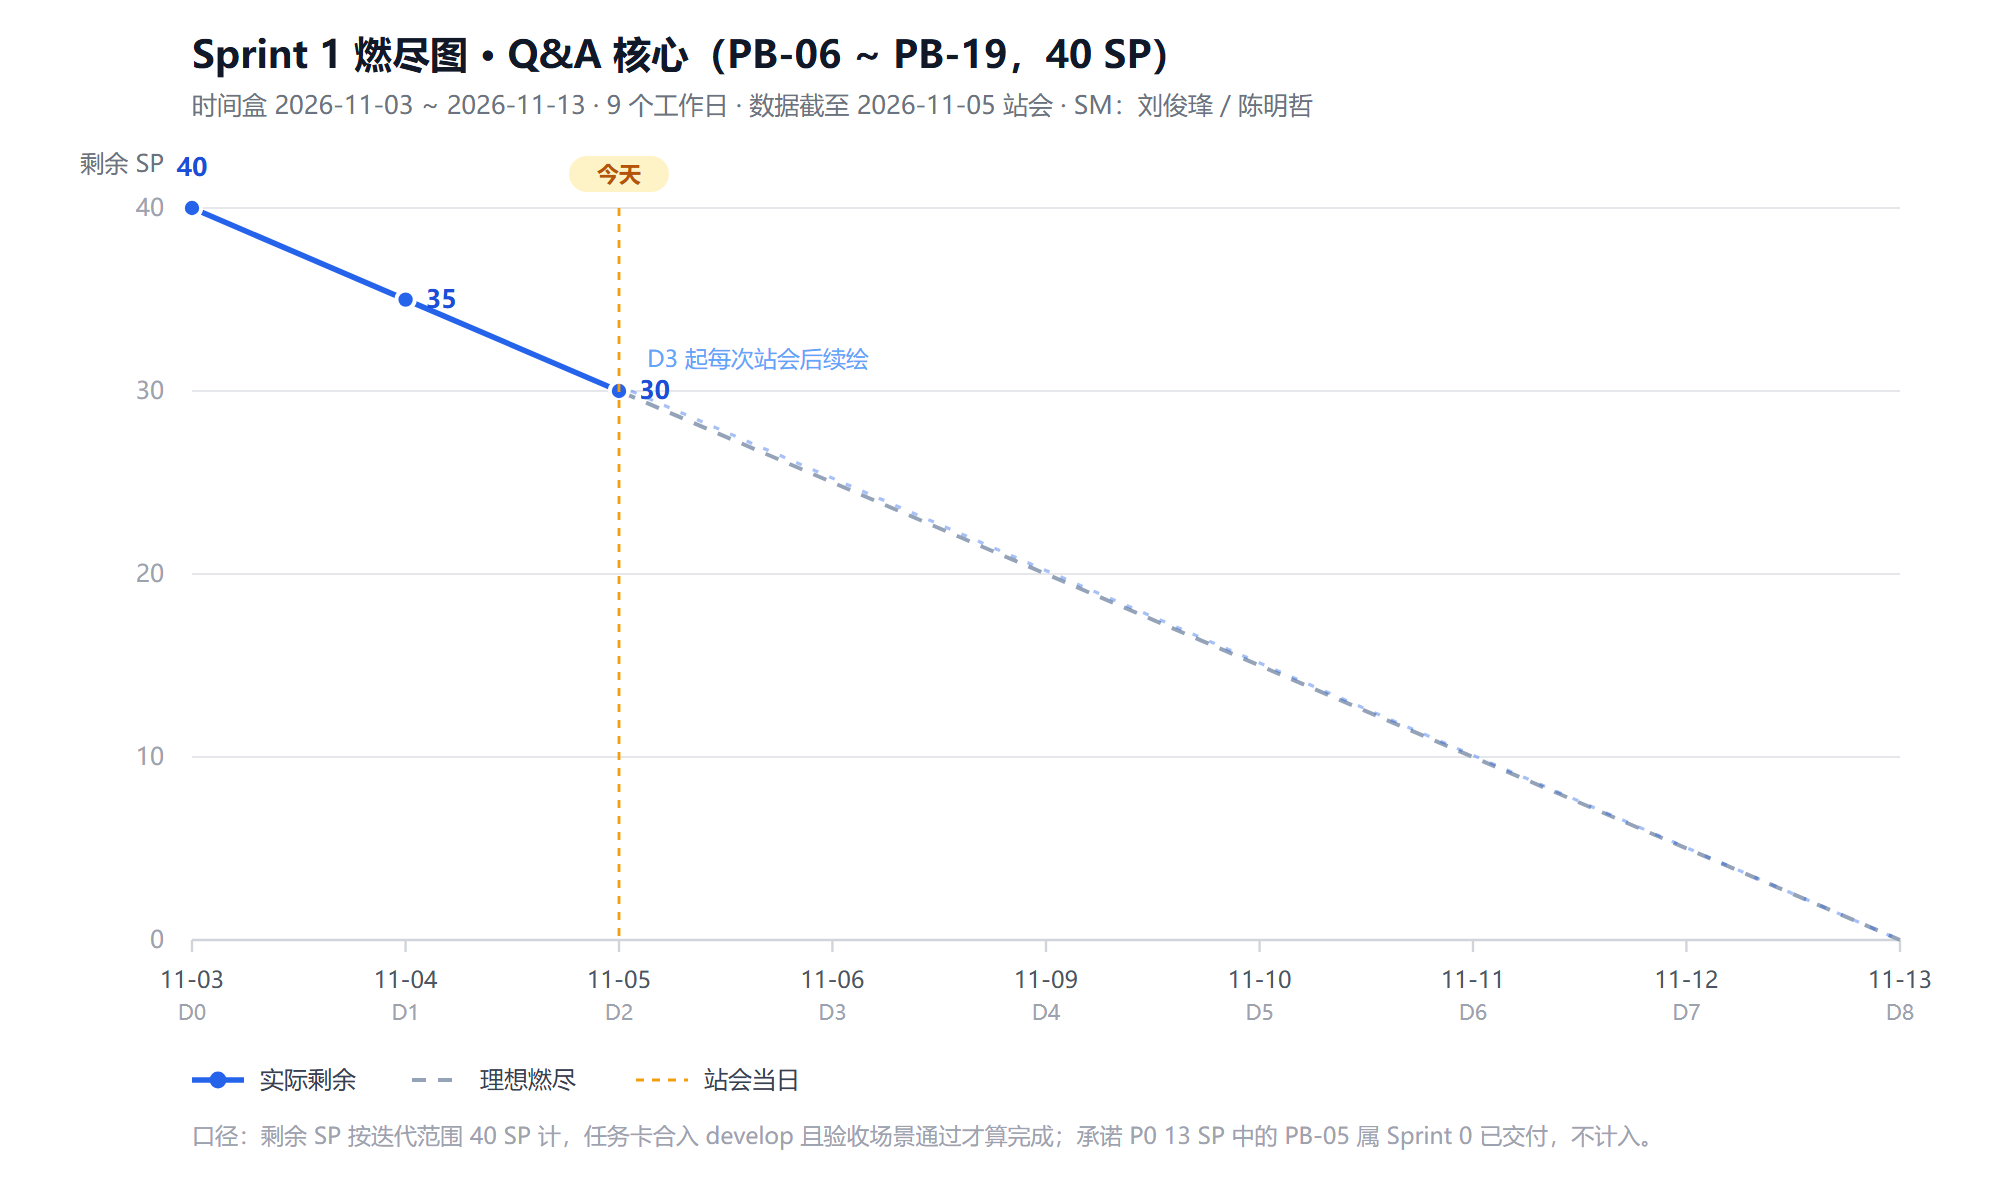 Sprint 1 燃尽图 • Q&A 核心（PB-06 ~ PB-19，40 SP）
时间盒 2026-11-03 ~ 2026-11-13 · 9 个工作日 · 数据截至 2026-11-05 站会 · SM：刘俊琒 / 陈明哲
剩余 SP
40
今天
40
35
D3 起每次站会后续绘
30
30
20
10
0
11-03
11-04
11-05
11-06
11-09
11-10
11-11
11-12
11-13
D0
D1
D2
D3
D4
D5
D6
D7
D8
实际剩余
理想燃尽
站会当日
口径：剩余 SP 按迭代范围 40 SP 计，任务卡合入 develop 且验收场景通过才算完成；承诺 P0 13 SP 中的 PB-05 属 Sprint 0 已交付，不计入。